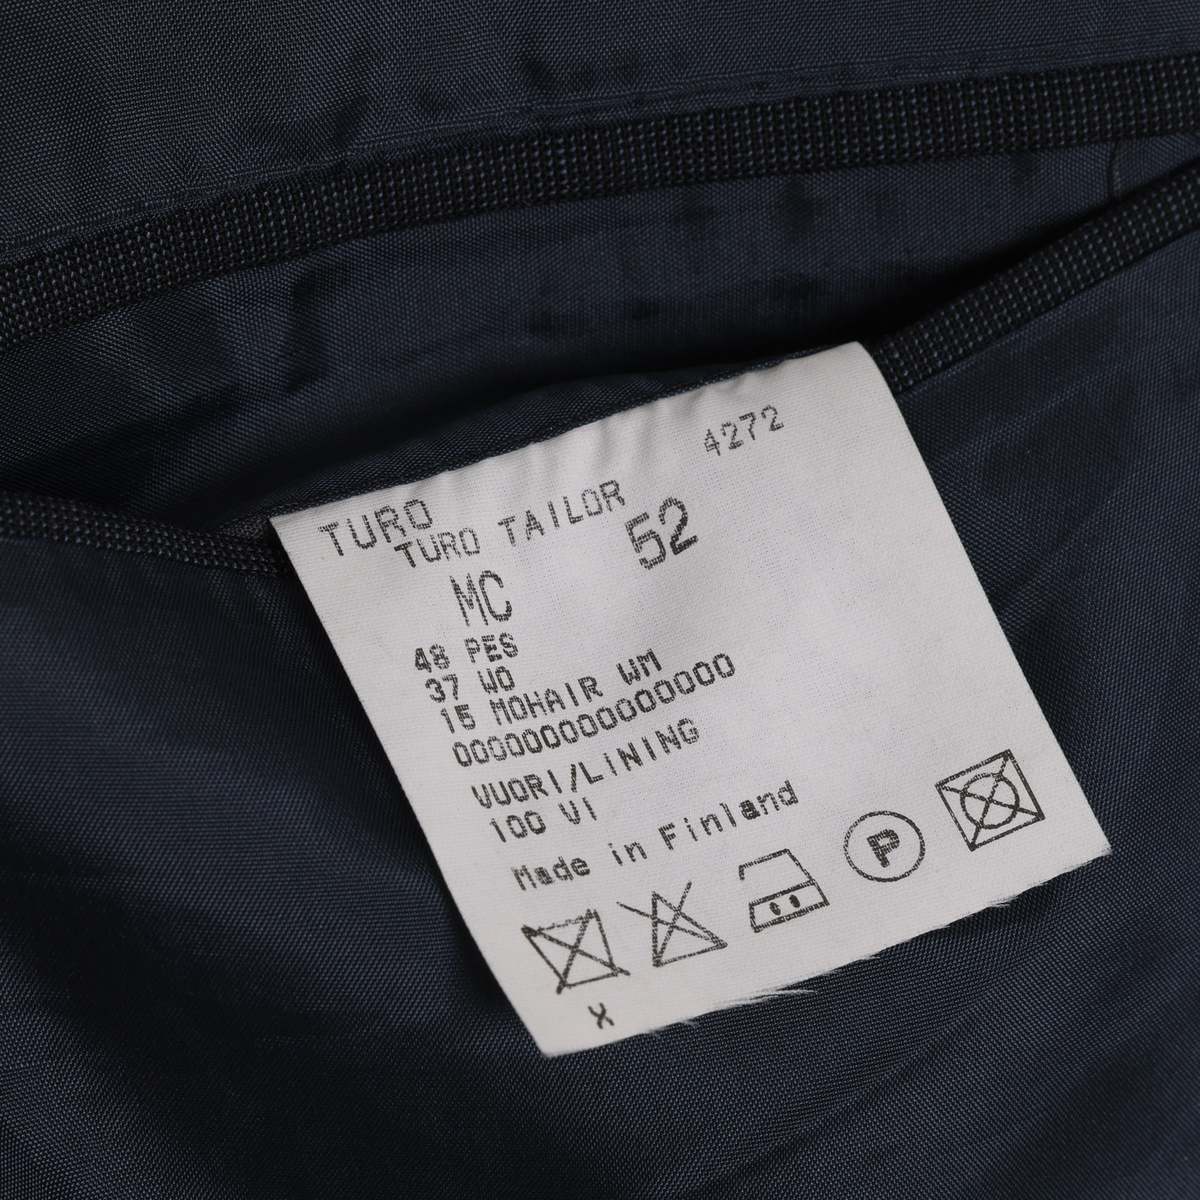 4272
TURO
TURO TAILOR
MC 52
48 PES
37 WO
15 MOHAIR WM
000000000000000
VUORI/LINING
100 VI
Made in Finland
P
X